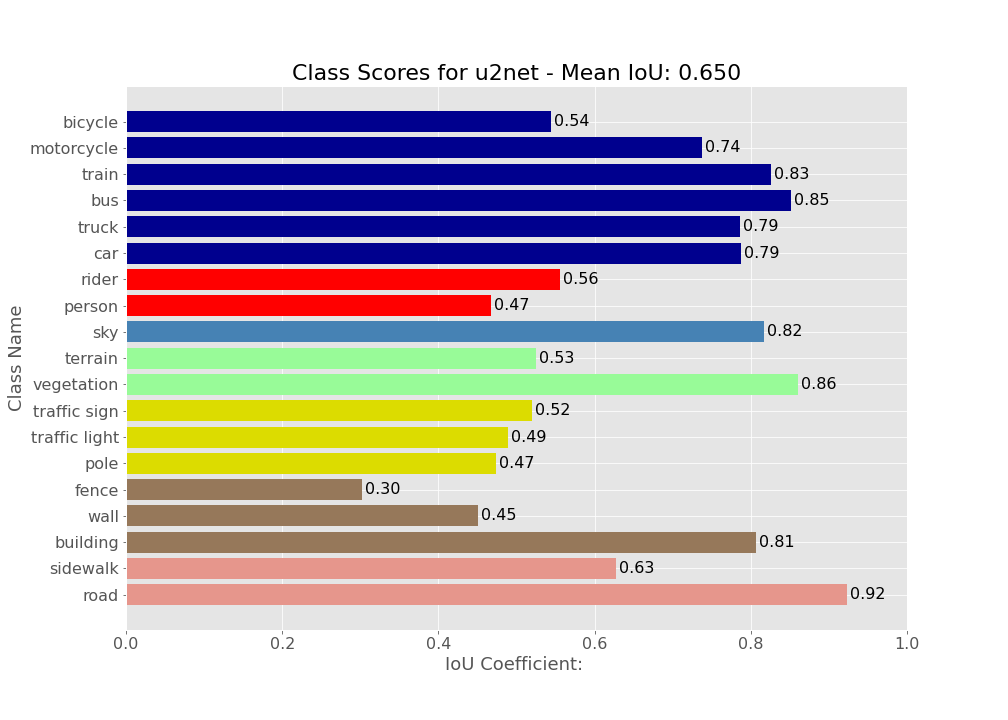 Class Scores for u2net - Mean IoU: 0.650
bicycle 0.54
motorcycle 0.74
train 0.83
bus 0.85
truck 0.79
car 0.79
rider 0.56
person 0.47
sky 0.82
terrain 0.53
vegetation 0.86
traffic sign 0.52
traffic light 0.49
pole 0.47
fence 0.30
wall 0.45
building 0.81
sidewalk 0.63
road 0.92
Class Name
0.0 0.2 0.4 0.6 0.8 1.0
IoU Coefficient: